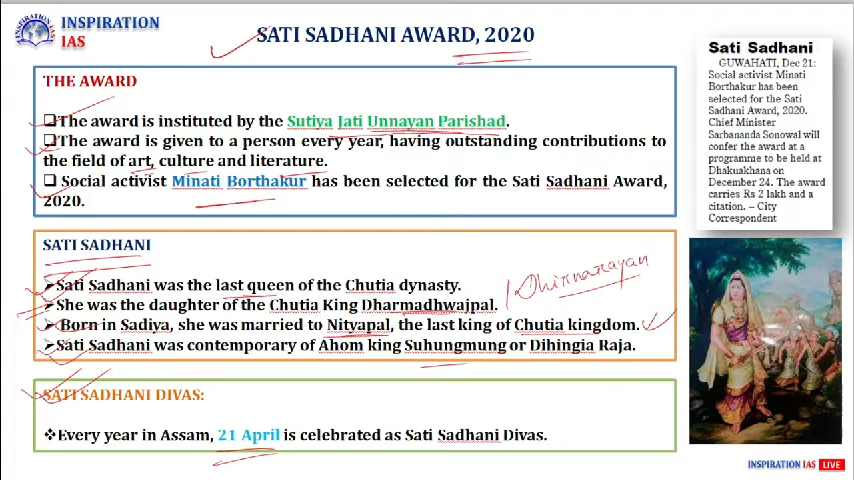 INSPIRATION
IAS
SATI SADHANI AWARD, 2020
THE AWARD
❑The award is instituted by the Sutiya Jati Unnayan Parishad.
❑The award is given to a person every year, having outstanding contributions to
the field of art, culture and literature.
❑ Social activist Minati Borthakur has been selected for the Sati Sadhani Award,
2020.
SATI SADHANI
➤Sati Sadhani was the last queen of the Chutia dynasty.
➤She was the daughter of the Chutia King Dharmadhwajpal.
/Dhirnarayan
➤ Born in Sadiya, she was married to Nityapal, the last king of Chutia kingdom.
➤Sati Sadhani was contemporary of Ahom king Suhungmung or Dihingia Raja.
SATI SADHANI DIVAS:
❖Every year in Assam, 21 April is celebrated as Sati Sadhani Divas.
Sati Sadhani
GUWAHATI, Dec 21:
Social activist Minati
Borthakur has been
selected for the Sati
Sadhani Award, 2020.
Chief Minister
Sarbananda Sonowal will
confer the award at a
programme to be held at
Dhakuakhana on
December 24. The award
carries Rs 2 lakh and a
citation. – City
Correspondent
INSPIRATION IAS LIVE